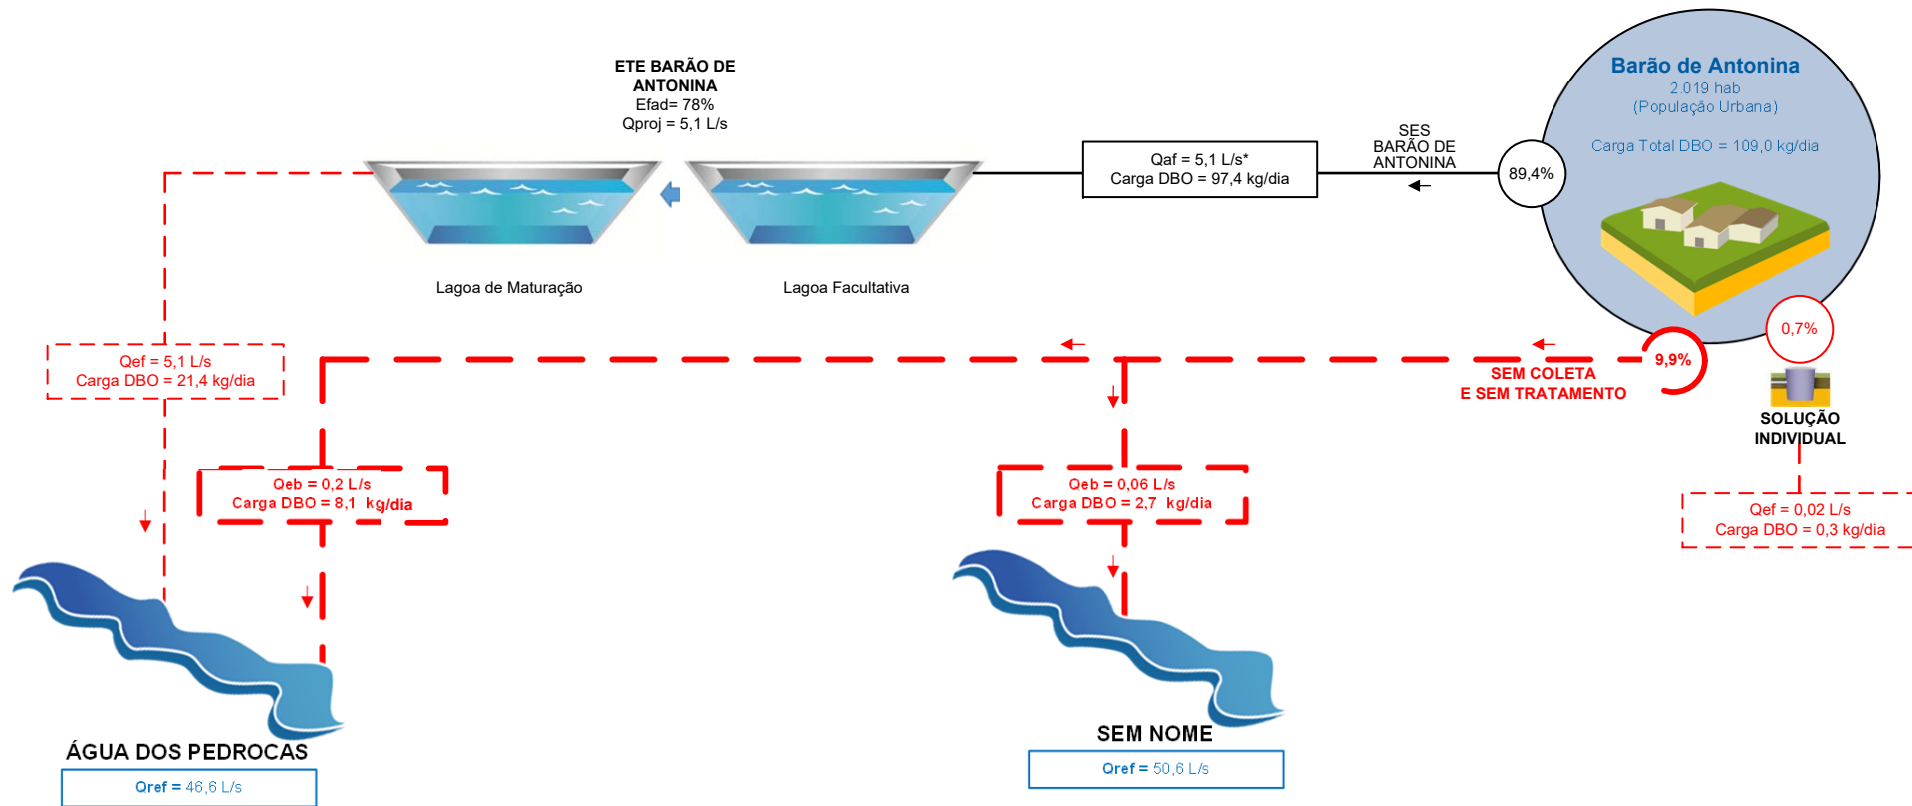 ETE BARÃO DE
ANTONINA
Efad= 78%
Qproj = 5,1 L/s
Barão de Antonina
2.019 hab
(População Urbana)
Carga Total DBO = 109,0 kg/dia
SES
BARÃO DE
ANTONINA
89,4%
Qaf = 5,1 L/s*
Carga DBO = 97,4 kg/dia
Lagoa de Maturação
Lagoa Facultativa
0,7%
9,9%
SEM COLETA
E SEM TRATAMENTO
SOLUÇÃO
INDIVIDUAL
Qef = 5,1 L/s
Carga DBO = 21,4 kg/dia
Qeb = 0,2 L/s
Carga DBO = 8,1 kg/dia
Qeb = 0,06 L/s
Carga DBO = 2,7 kg/dia
Qef = 0,02 L/s
Carga DBO = 0,3 kg/dia
ÁGUA DOS PEDROCAS
Qref = 46,6 L/s
SEM NOME
Qref = 50,6 L/s